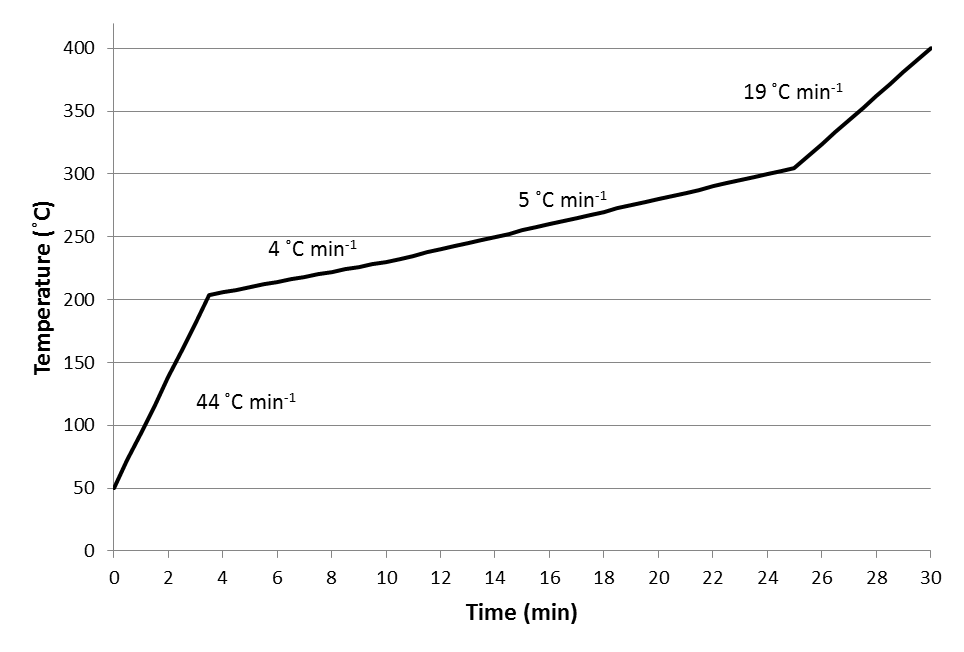 400
350
300
250
200
150
100
50
0
Temperature (˚C)
19 ˚C min-1
5 ˚C min-1
4 ˚C min-1
44 ˚C min-1
0 2 4 6 8 10 12 14 16 18 20 22 24 26 28 30
Time (min)